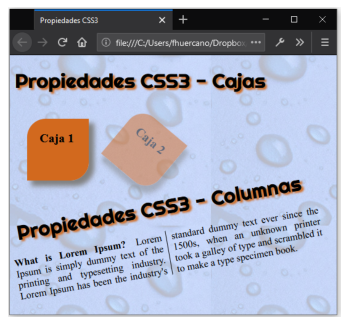 Propiedades CSS3
file:///C:/Users/fhuercano/Dropbox
Propiedades CSS3 - Cajas
Caja 1
Caja 2
Propiedades CSS3 - Columnas
What is Lorem Ipsum? Lorem
Ipsum is simply dummy text of the
printing and typesetting industry.
Lorem Ipsum has been the industry's
standard dummy text ever since the
1500s, when an unknown printer
took a galley of type and scrambled it
to make a type specimen book.